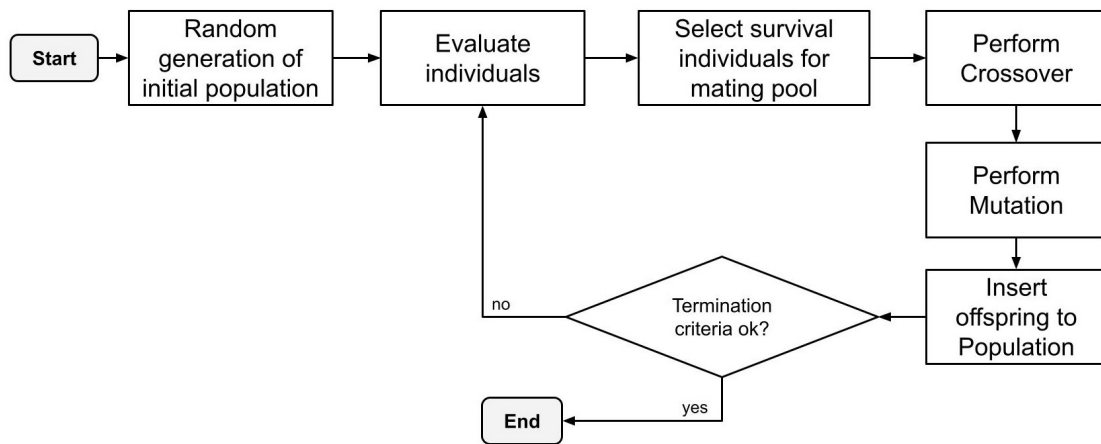 Start
Random
generation of
initial population
Evaluate
individuals
Select survival
individuals for
mating pool
Perform
Crossover
Perform
Mutation
Insert
offspring to
Population
Termination
criteria ok?
no
yes
End